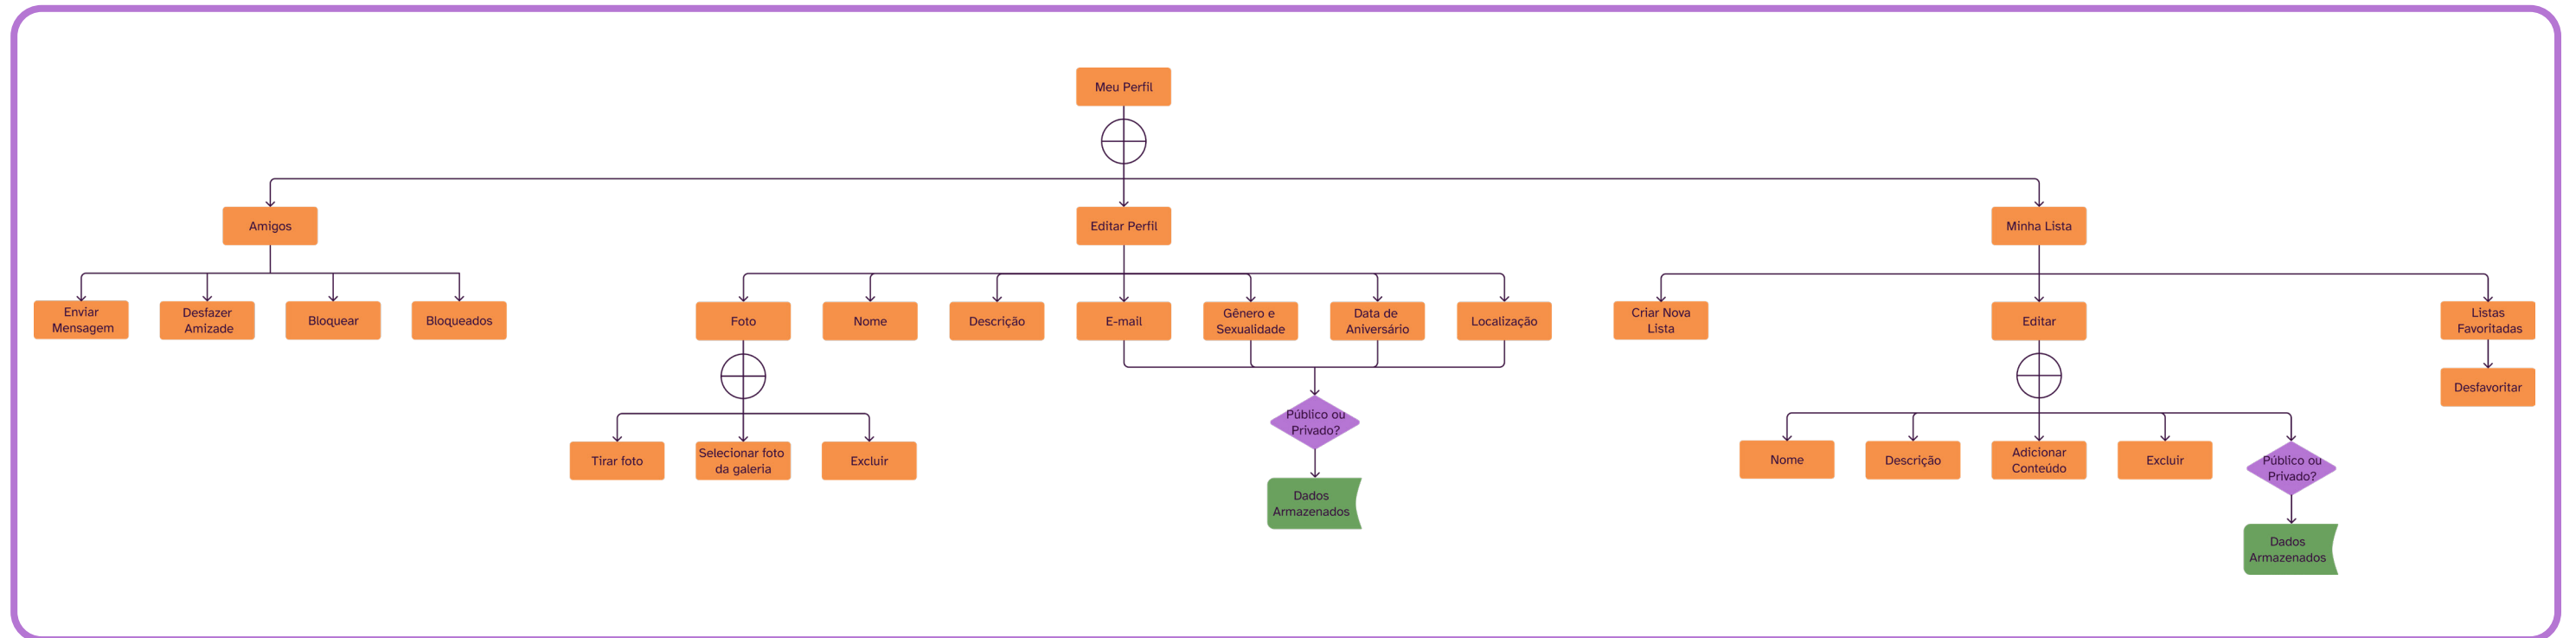 Meu Perfil
Amigos
Editar Perfil
Minha Lista
Enviar
Mensagem
Desfazer
Amizade
Bloquear
Bloqueados
Foto
Nome
Descrição
E-mail
Gênero e
Sexualidade
Data de
Aniversário
Localização
Criar Nova
Lista
Editar
Listas
Favoritadas
Desfavoritar
Público ou
Privado?
Tirar foto
Selecionar foto
da galeria
Excluir
Nome
Descrição
Adicionar
Conteúdo
Excluir
Público ou
Privado?
Dados
Armazenados
Dados
Armazenados